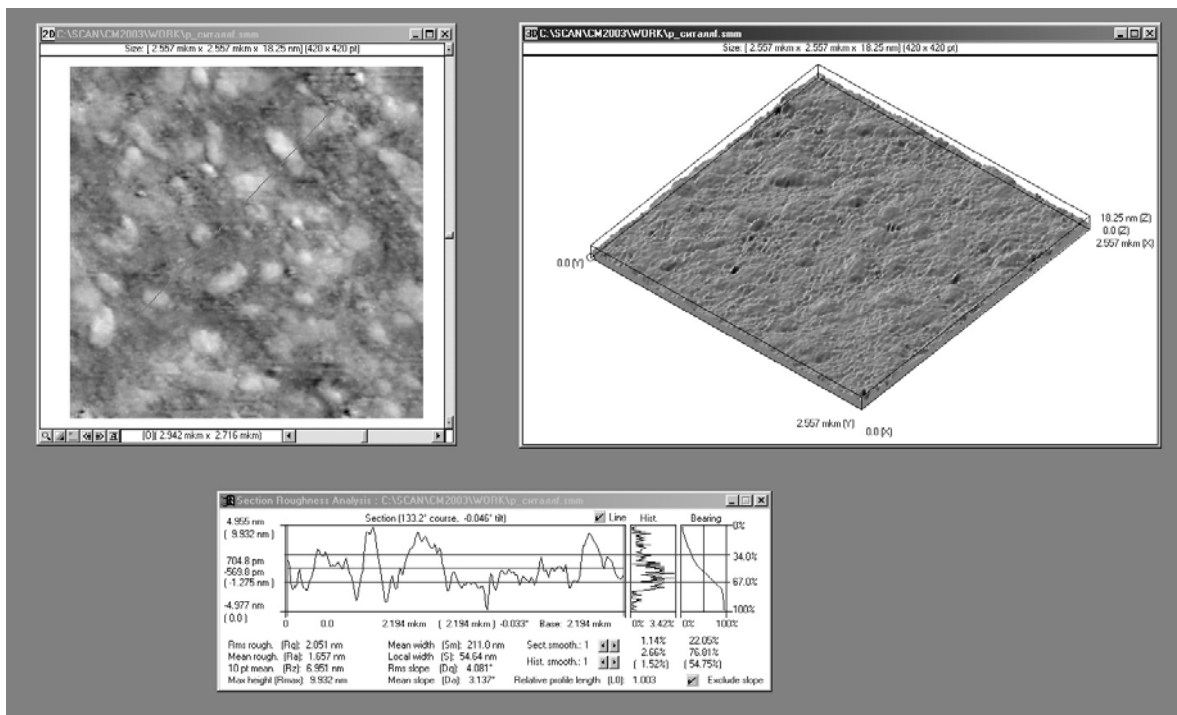 2D C:\SCAN\CM2003\WORK\p_ситаллf.smm
Size: [ 2.557 mkm x 2.557 mkm x 18.25 nm] (420 x 420 pt)
[O]( 2.942 mkm x 2.716 mkm)
3D C:\SCAN\CM2003\WORK\p_ситаллf.smm
Size: [ 2.557 mkm x 2.557 mkm x 18.25 nm] (420 x 420 pt)
18.25 nm (Z)
0.0 (Z)
2.557 mkm (X)
0.0 (Y)
2.557 mkm (Y)
0.0 (X)
Section Roughness Analysis : C:\SCAN\CM2003\WORK\p_ситаллf.smm
4.955 nm Section (133.2° course, -0.046° tilt) Line Hist. Bearing
( 9.932 nm ) 0%
704.8 pm 34.0%
-569.8 pm
(-1.275 nm) 67.0%
-4.977 nm 100%
( 0.0 )
0 0.0 2.194 mkm ( 2.194 mkm ) -0.033° Base: 2.194 mkm 0% 3.42% 0% 100%
Rms rough. (Rq): 2.051 nm Mean width (Sm): 211.0 nm Sect.smooth.: 1 1.14% 22.05%
Mean rough. (Ra): 1.657 nm Local width (S): 54.64 nm 2.66% 76.81%
10 pt mean. (Rz): 6.951 nm Rms slope (Dq): 4.081° Hist. smooth.: 1 ( 1.52%) ( 54.75%)
Max height (Rmax): 9.932 nm Mean slope (Da): 3.137° Relative profile length (L0): 1.003 Exclude slope